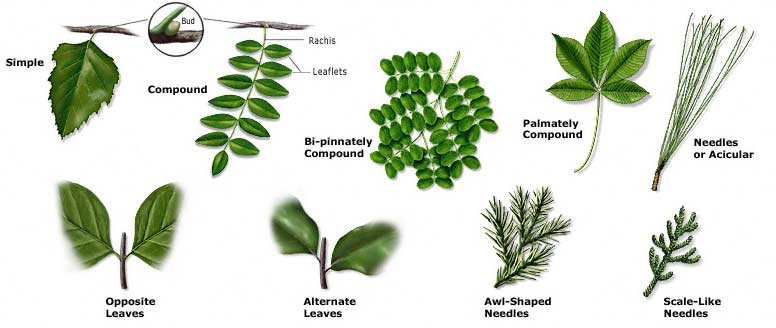 Bud
Rachis
Simple
Leaflets
Compound
Palmately
Compound
Bi-pinnately
Compound
Needles
or Acicular
Opposite
Leaves
Alternate
Leaves
Awl-Shaped
Needles
Scale-Like
Needles